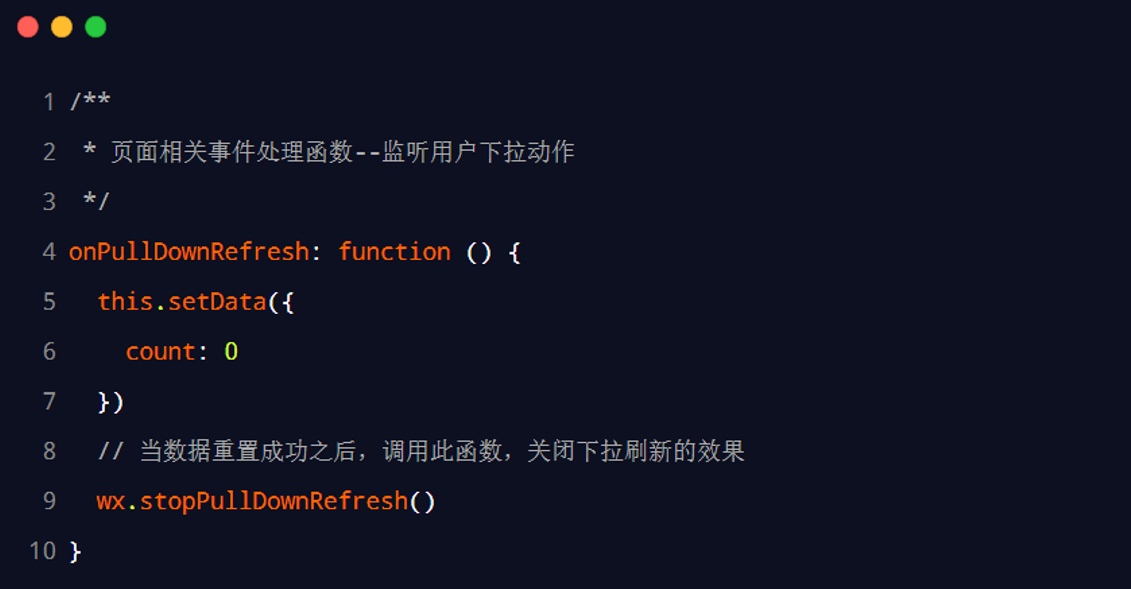 1 /**
2  * 页面相关事件处理函数--监听用户下拉动作
3  */
4 onPullDownRefresh: function () {
5   this.setData({
6     count: 0
7   })
8   // 当数据重置成功之后，调用此函数，关闭下拉刷新的效果
9   wx.stopPullDownRefresh()
10 }